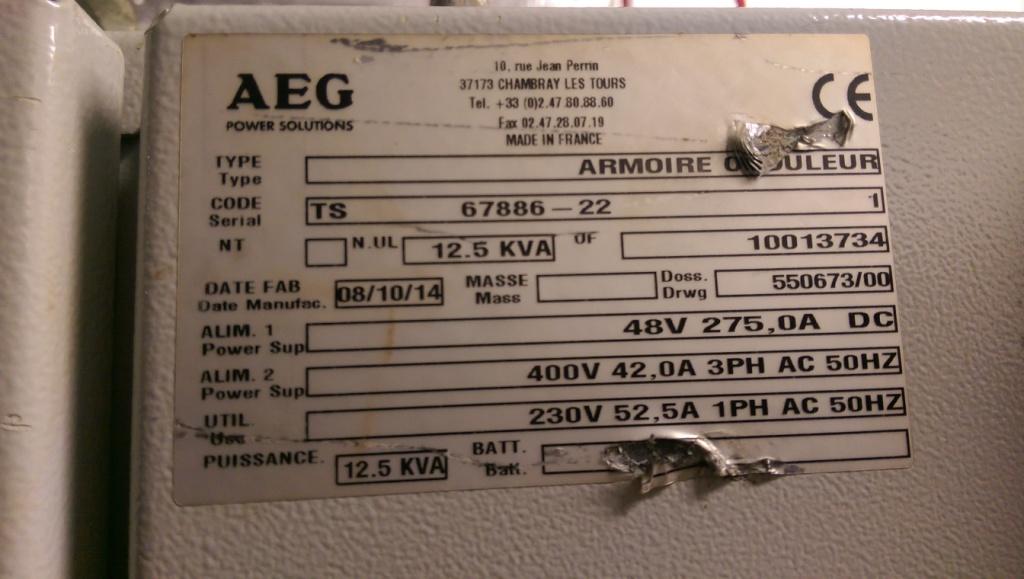 AEG
POWER SOLUTIONS
10, rue Jean Perrin
37173 CHAMBRAY LES TOURS
Tel. +33 (0)2.47 80.88.60
Fax 02.47.28.07.19
MADE IN FRANCE
CE
TYPE
Type
ARMOIRE
CODE
Serial
TS 67886-22 1
NT N.UL 12.5 KVA OF 10013734
DATE FAB
Date Manufac.
08/10/14
MASSE
Mass
Doss.
Drwg
550673/00
ALIM. 1
Power Sup
48V 275,0A DC
ALIM. 2
Power Sup
400V 42,0A 3PH AC 50HZ
UTIL.
Use
230V 52,5A 1PH AC 50HZ
PUISSANCE. 12.5 KVA
BATT.
Batt.